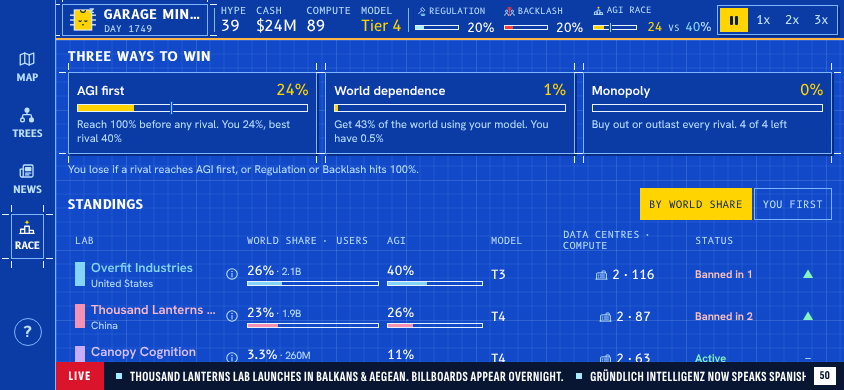 GARAGE MIN...
DAY 1749
HYPE CASH COMPUTE MODEL
39 $24M 89 Tier 4
REGULATION BACKLASH AGI RACE
20% 20% 24 VS 40%
1x 2x 3x
MAP
TREES
NEWS
RACE
?
THREE WAYS TO WIN
AGI first 24%
Reach 100% before any rival. You 24%, best
rival 40%
World dependence 1%
Get 43% of the world using your model. You
have 0.5%
Monopoly 0%
Buy out or outlast every rival. 4 of 4 left
You lose if a rival reaches AGI first, or Regulation or Backlash hits 100%.
STANDINGS
BY WORLD SHARE YOU FIRST
LAB WORLD SHARE · USERS AGI MODEL DATA CENTRES ·
COMPUTE STATUS
Overfit Industries 26% · 2.1B 40% T3 2 · 116 Banned in 1
United States
Thousand Lanterns ... 23% · 1.9B 26% T4 2 · 87 Banned in 2
China
Canopy Cognition 3.3% · 260M 11% T4 2 · 63 Active –
LIVE THOUSAND LANTERNS LAB LAUNCHES IN BALKANS & AEGEAN. BILLBOARDS APPEAR OVERNIGHT. GRÜNDLICH INTELLIGENZ NOW SPEAKS SPANISH 50